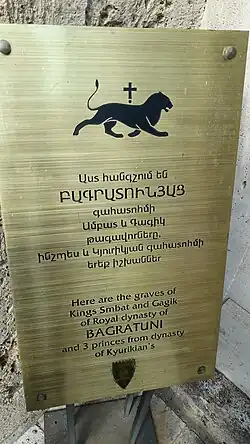 Աստ հանգչում են
ԲԱԳՐԱՏՈՒՆՅԱՑ
գահատոհմի
Սմբատ և Գագիկ
թագավորները,
ինչպես և Կյուրիկյան գահատոհմի
երեք իշխաններ
Here are the graves of
Kings Smbat and Gagik
of Royal dynasty of
BAGRATUNI
and 3 princes from dynasty
of Kyurikian's